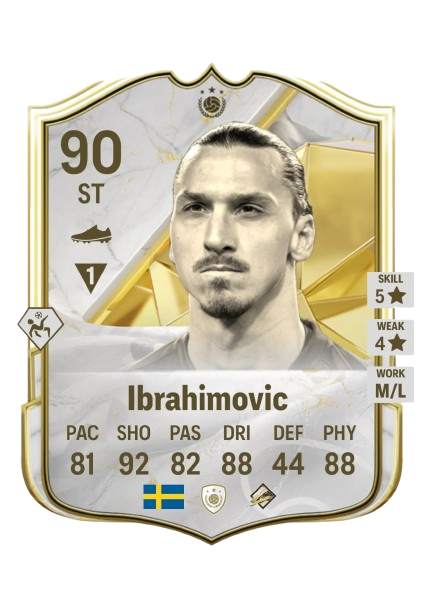 90
ST
1
SKILL
5★
WEAK
4★
WORK
M/L
Ibrahimovic
PAC SHO PAS DRI DEF PHY
81 92 82 88 44 88